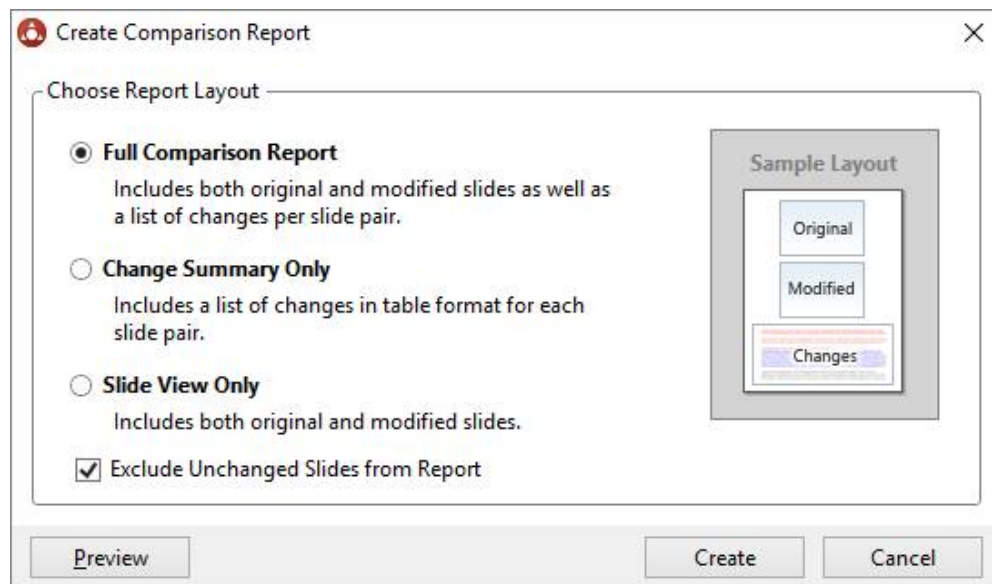 Create Comparison Report
Choose Report Layout
Full Comparison Report
Includes both original and modified slides as well as
a list of changes per slide pair.
Change Summary Only
Includes a list of changes in table format for each
slide pair.
Slide View Only
Includes both original and modified slides.
Exclude Unchanged Slides from Report
Sample Layout
Original
Modified
Changes
Preview
Create
Cancel